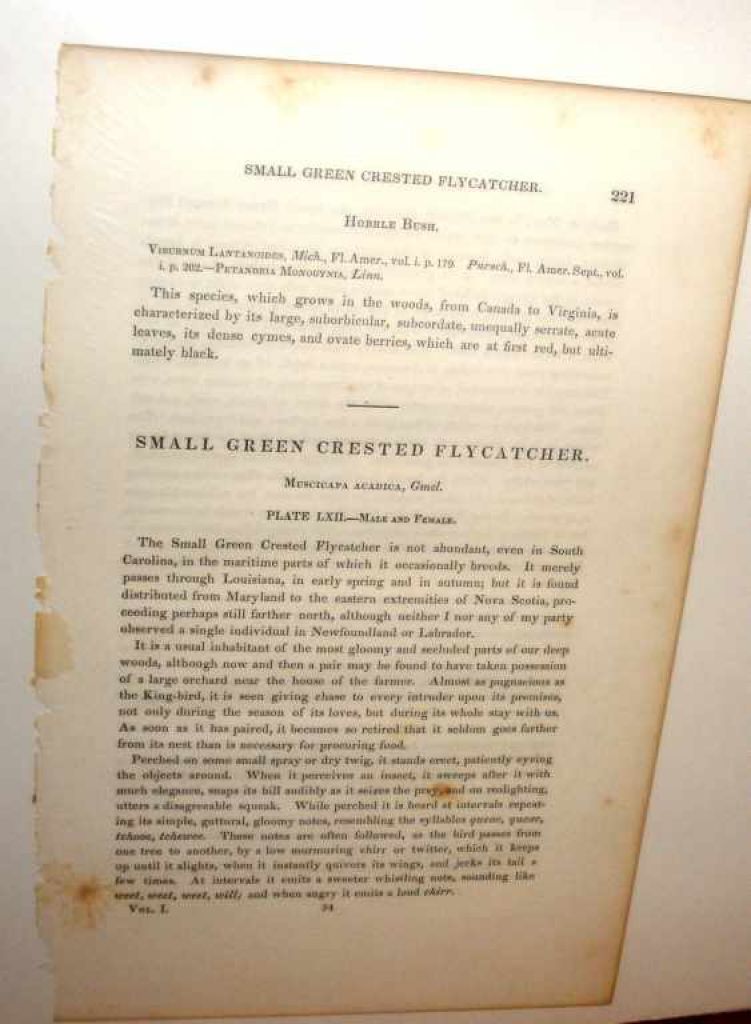 SMALL GREEN CRESTED FLYCATCHER. 221
Hobble Bush.
Viburnum Lantanoides, Mich., Fl. Amer., vol. i. p. 179. Pursch., Fl. Amer. Sept., vol.
i. p. 202.—Petandria Monogynia, Linn.
This species, which grows in the woods, from Canada to Virginia, is
characterized by its large, suborbicular, subcordate, unequally serrate, acute
leaves, its dense cymes, and ovate berries, which are at first red, but ulti-
mately black.
SMALL GREEN CRESTED FLYCATCHER.
Muscicapa acadica, Gmel.
PLATE LXII.—Male and Female.
The Small Green Crested Flycatcher is not abundant, even in South
Carolina, in the maritime parts of which it occasionally breeds. It merely
passes through Louisiana, in early spring and in autumn; but it is found
distributed from Maryland to the eastern extremities of Nova Scotia, pro-
ceeding perhaps still farther north, although neither I nor any of my party
observed a single individual in Newfoundland or Labrador.
It is a usual inhabitant of the most gloomy and secluded parts of our deep
woods, although now and then a pair may be found to have taken possession
of a large orchard near the house of the farmer. Almost as pugnacious as
the King-bird, it is seen giving chase to every intruder upon its premises,
not only during the season of its loves, but during its whole stay with us.
As soon as it has paired, it becomes so retired that it seldom goes farther
from its nest than is necessary for procuring food.
Perched on some small spray or dry twig, it stands erect, patiently eyeing
the objects around. When it perceives an insect, it sweeps after it with
much elegance, snaps its bill audibly as it seizes the prey, and on realighting,
utters a disagreeable squeak. While perched it is heard at intervals repeat-
ing its simple, guttural, gloomy notes, resembling the syllables queae, queae,
tchooe, tchewee. These notes are often followed, as the bird passes from
one tree to another, by a low murmuring chirr or twitter, which it keeps
up until it alights, when it instantly quivers its wings, and jerks its tail a
few times. At intervals it emits a sweeter whistling note, sounding like
weet, weet, weet, will; and when angry it emits a loud chirr.
Vol. I. 34